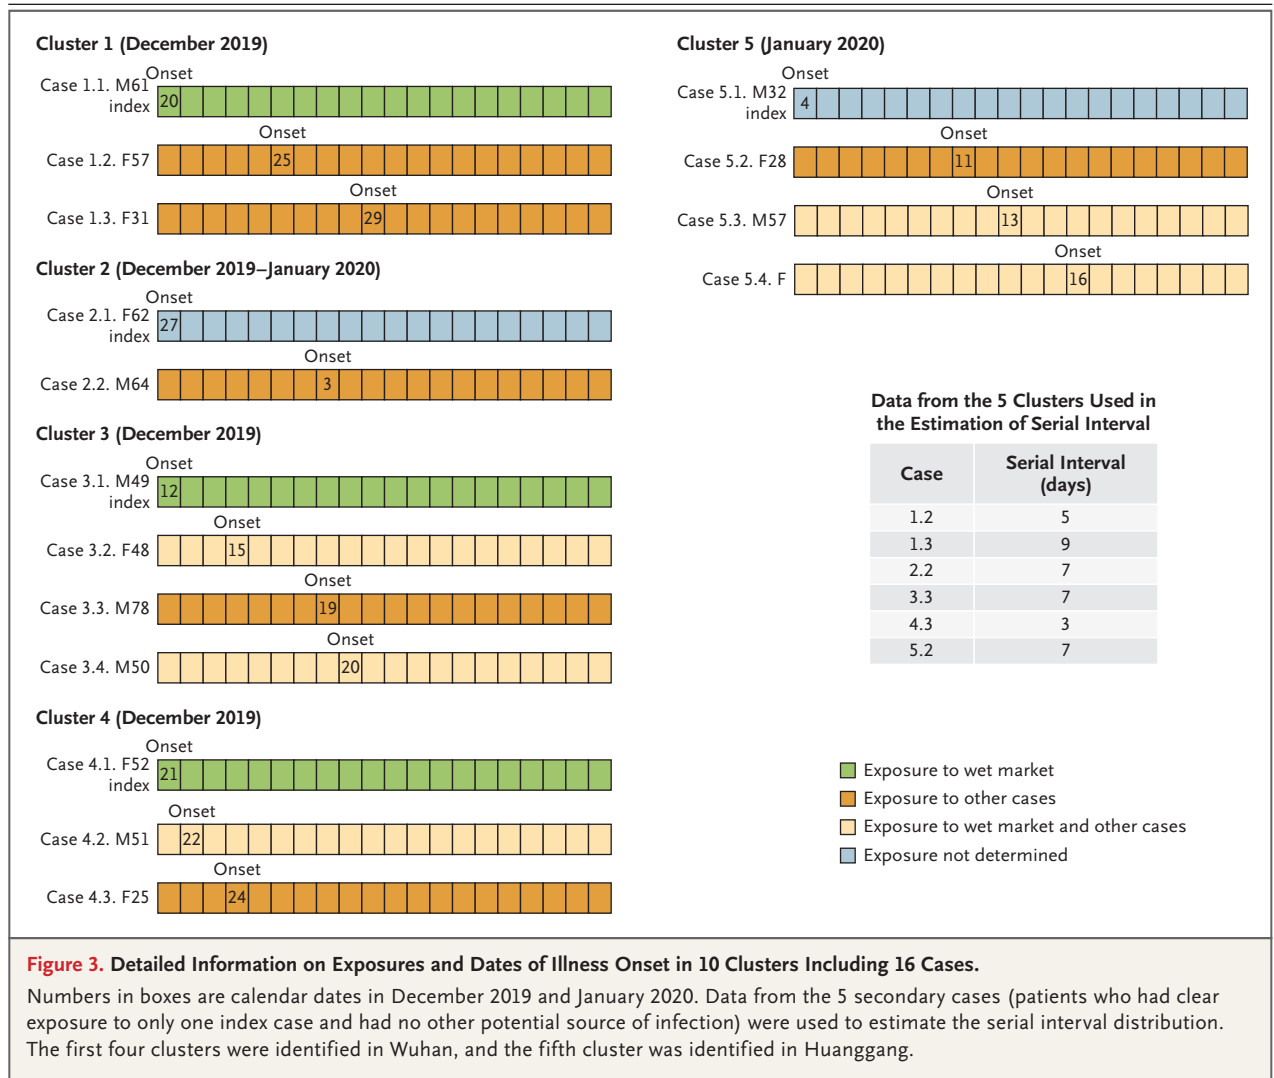 Cluster 1 (December 2019)
Onset
Case 1.1. M61
index
20
Onset
Case 1.2. F57
25
Onset
Case 1.3. F31
29
Cluster 2 (December 2019–January 2020)
Onset
Case 2.1. F62
index
27
Onset
Case 2.2. M64
3
Cluster 3 (December 2019)
Onset
Case 3.1. M49
index
12
Onset
Case 3.2. F48
15
Onset
Case 3.3. M78
19
Onset
Case 3.4. M50
20
Cluster 4 (December 2019)
Onset
Case 4.1. F52
index
21
Onset
Case 4.2. M51
22
Onset
Case 4.3. F25
24
Cluster 5 (January 2020)
Onset
Case 5.1. M32
index
4
Onset
Case 5.2. F28
11
Onset
Case 5.3. M57
13
Onset
Case 5.4. F
16
Data from the 5 Clusters Used in
the Estimation of Serial Interval
Case Serial Interval
(days)
1.2 5
1.3 9
2.2 7
3.3 7
4.3 3
5.2 7
Exposure to wet market
Exposure to other cases
Exposure to wet market and other cases
Exposure not determined
Figure 3. Detailed Information on Exposures and Dates of Illness Onset in 10 Clusters Including 16 Cases.
Numbers in boxes are calendar dates in December 2019 and January 2020. Data from the 5 secondary cases (patients who had clear
exposure to only one index case and had no other potential source of infection) were used to estimate the serial interval distribution.
The first four clusters were identified in Wuhan, and the fifth cluster was identified in Huanggang.